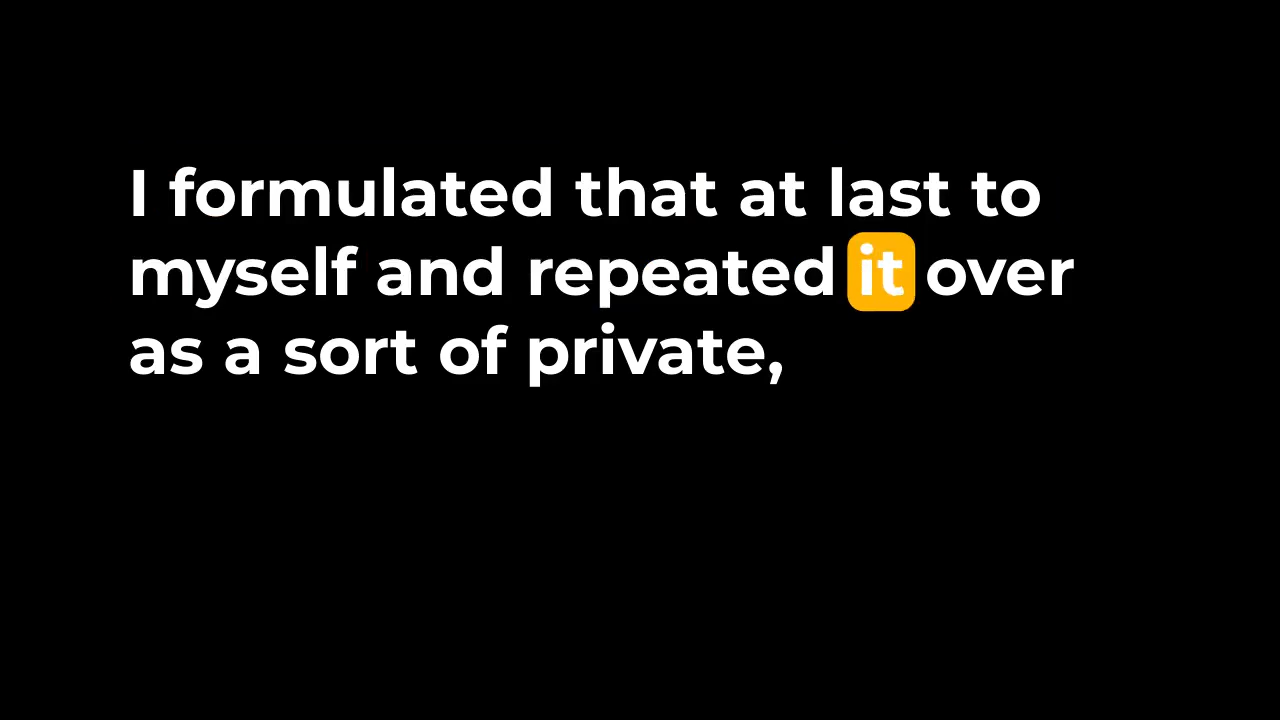 I formulated that at last to
myself and repeated it over
as a sort of private,